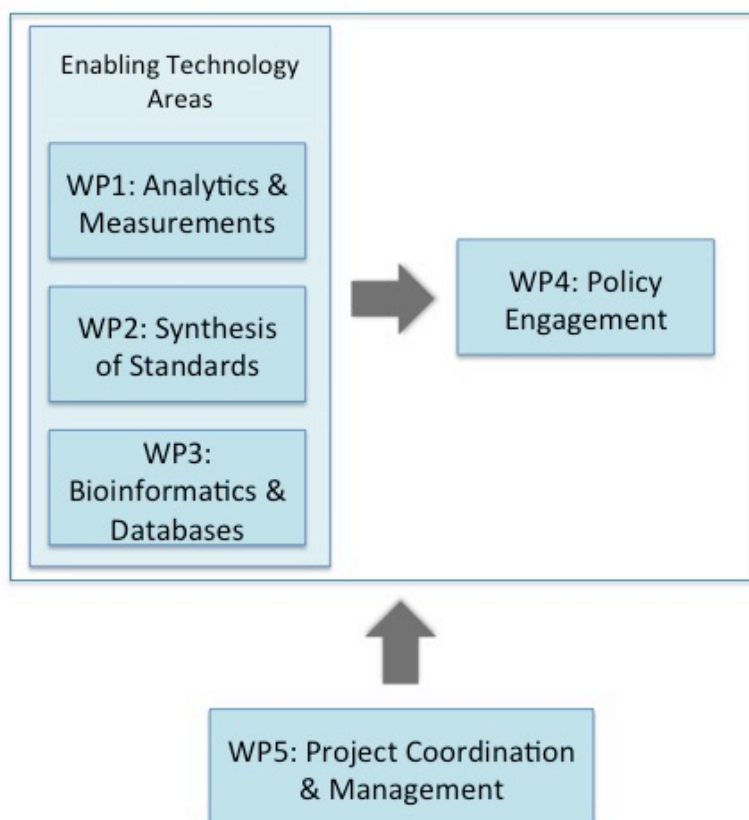 Enabling Technology
Areas
WP1: Analytics &
Measurements
WP2: Synthesis
of Standards
WP3:
Bioinformatics &
Databases
WP4: Policy
Engagement
WP5: Project Coordination
& Management